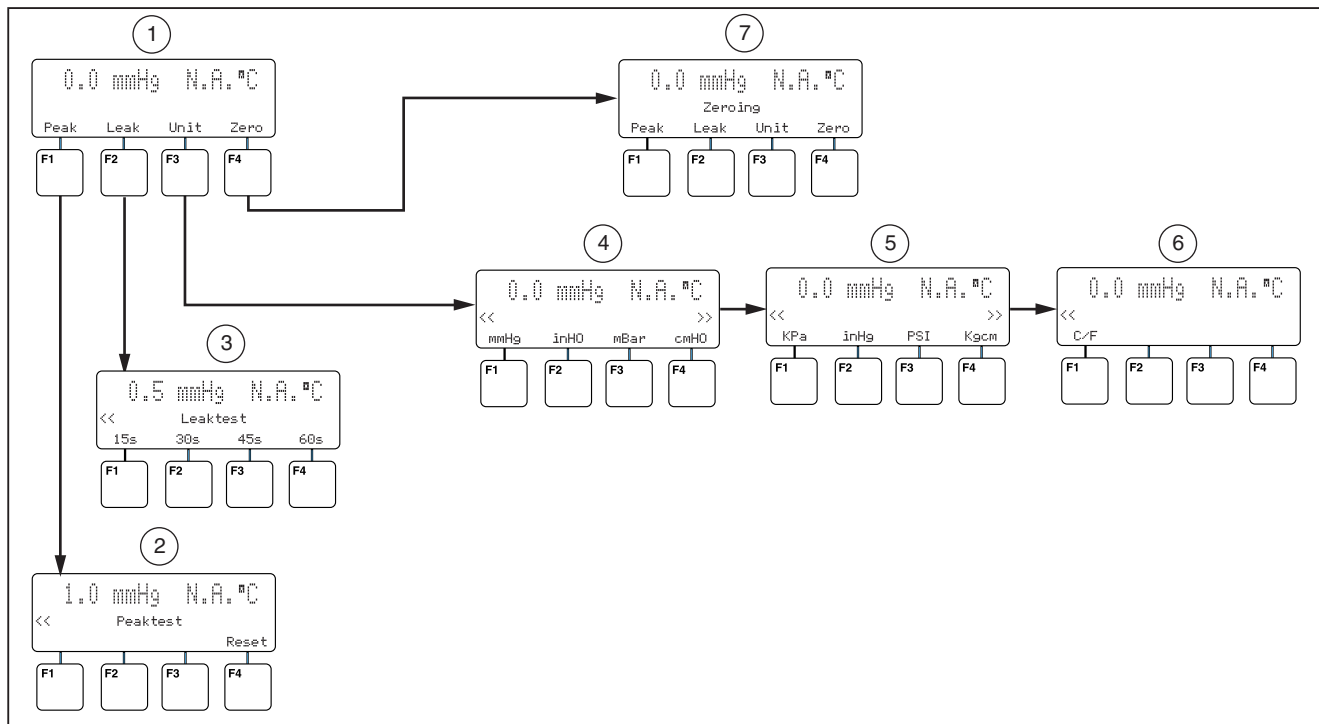 1
0.0 mmHg N.A.°C
Peak Leak Unit Zero
F1 F2 F3 F4
7
0.0 mmHg N.A.°C
Zeroing
Peak Leak Unit Zero
F1 F2 F3 F4
4
0.0 mmHg N.A.°C
<< >>
mmHg inHO mBar cmHO
F1 F2 F3 F4
5
0.0 mmHg N.A.°C
<< >>
KPa inHg PSI Kgcm
F1 F2 F3 F4
6
0.0 mmHg N.A.°C
<<
C/F
F1 F2 F3 F4
3
0.5 mmHg N.A.°C
<< Leaktest
15s 30s 45s 60s
F1 F2 F3 F4
2
1.0 mmHg N.A.°C
<< Peaktest
Reset
F1 F2 F3 F4